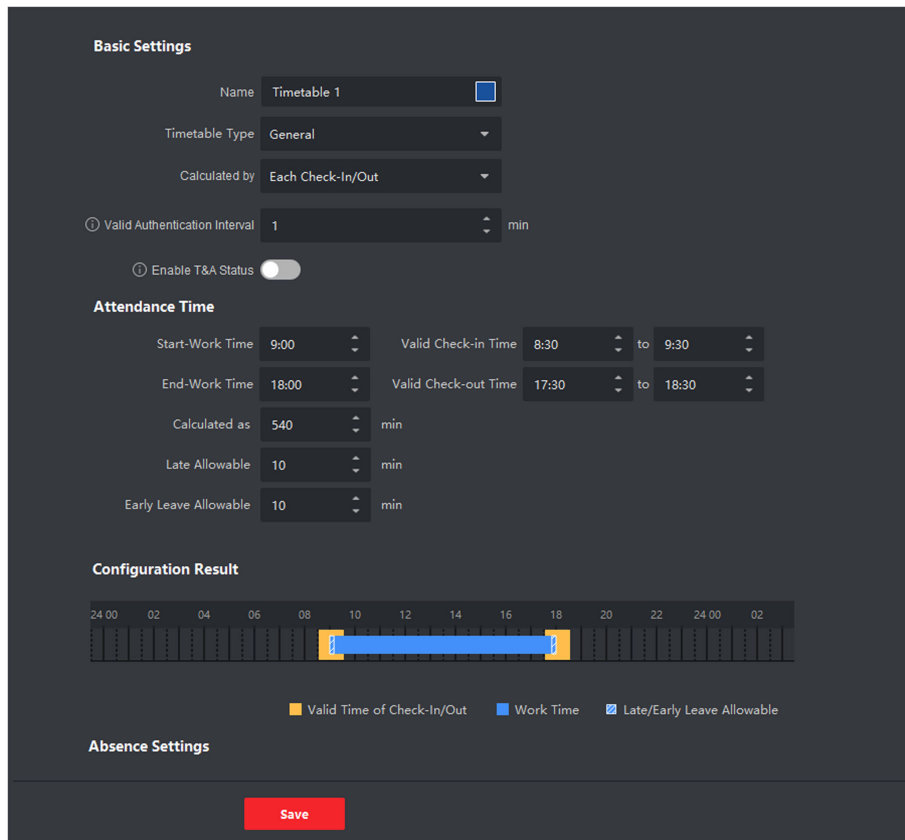 Basic Settings
Name Timetable 1
Timetable Type General
Calculated by Each Check-In/Out
Valid Authentication Interval 1 min
Enable T&A Status
Attendance Time
Start-Work Time 9:00 Valid Check-in Time 8:30 to 9:30
End-Work Time 18:00 Valid Check-out Time 17:30 to 18:30
Calculated as 540 min
Late Allowable 10 min
Early Leave Allowable 10 min
Configuration Result
24 00 02 04 06 08 10 12 14 16 18 20 22 24 00 02
Valid Time of Check-In/Out Work Time Late/Early Leave Allowable
Absence Settings
Save